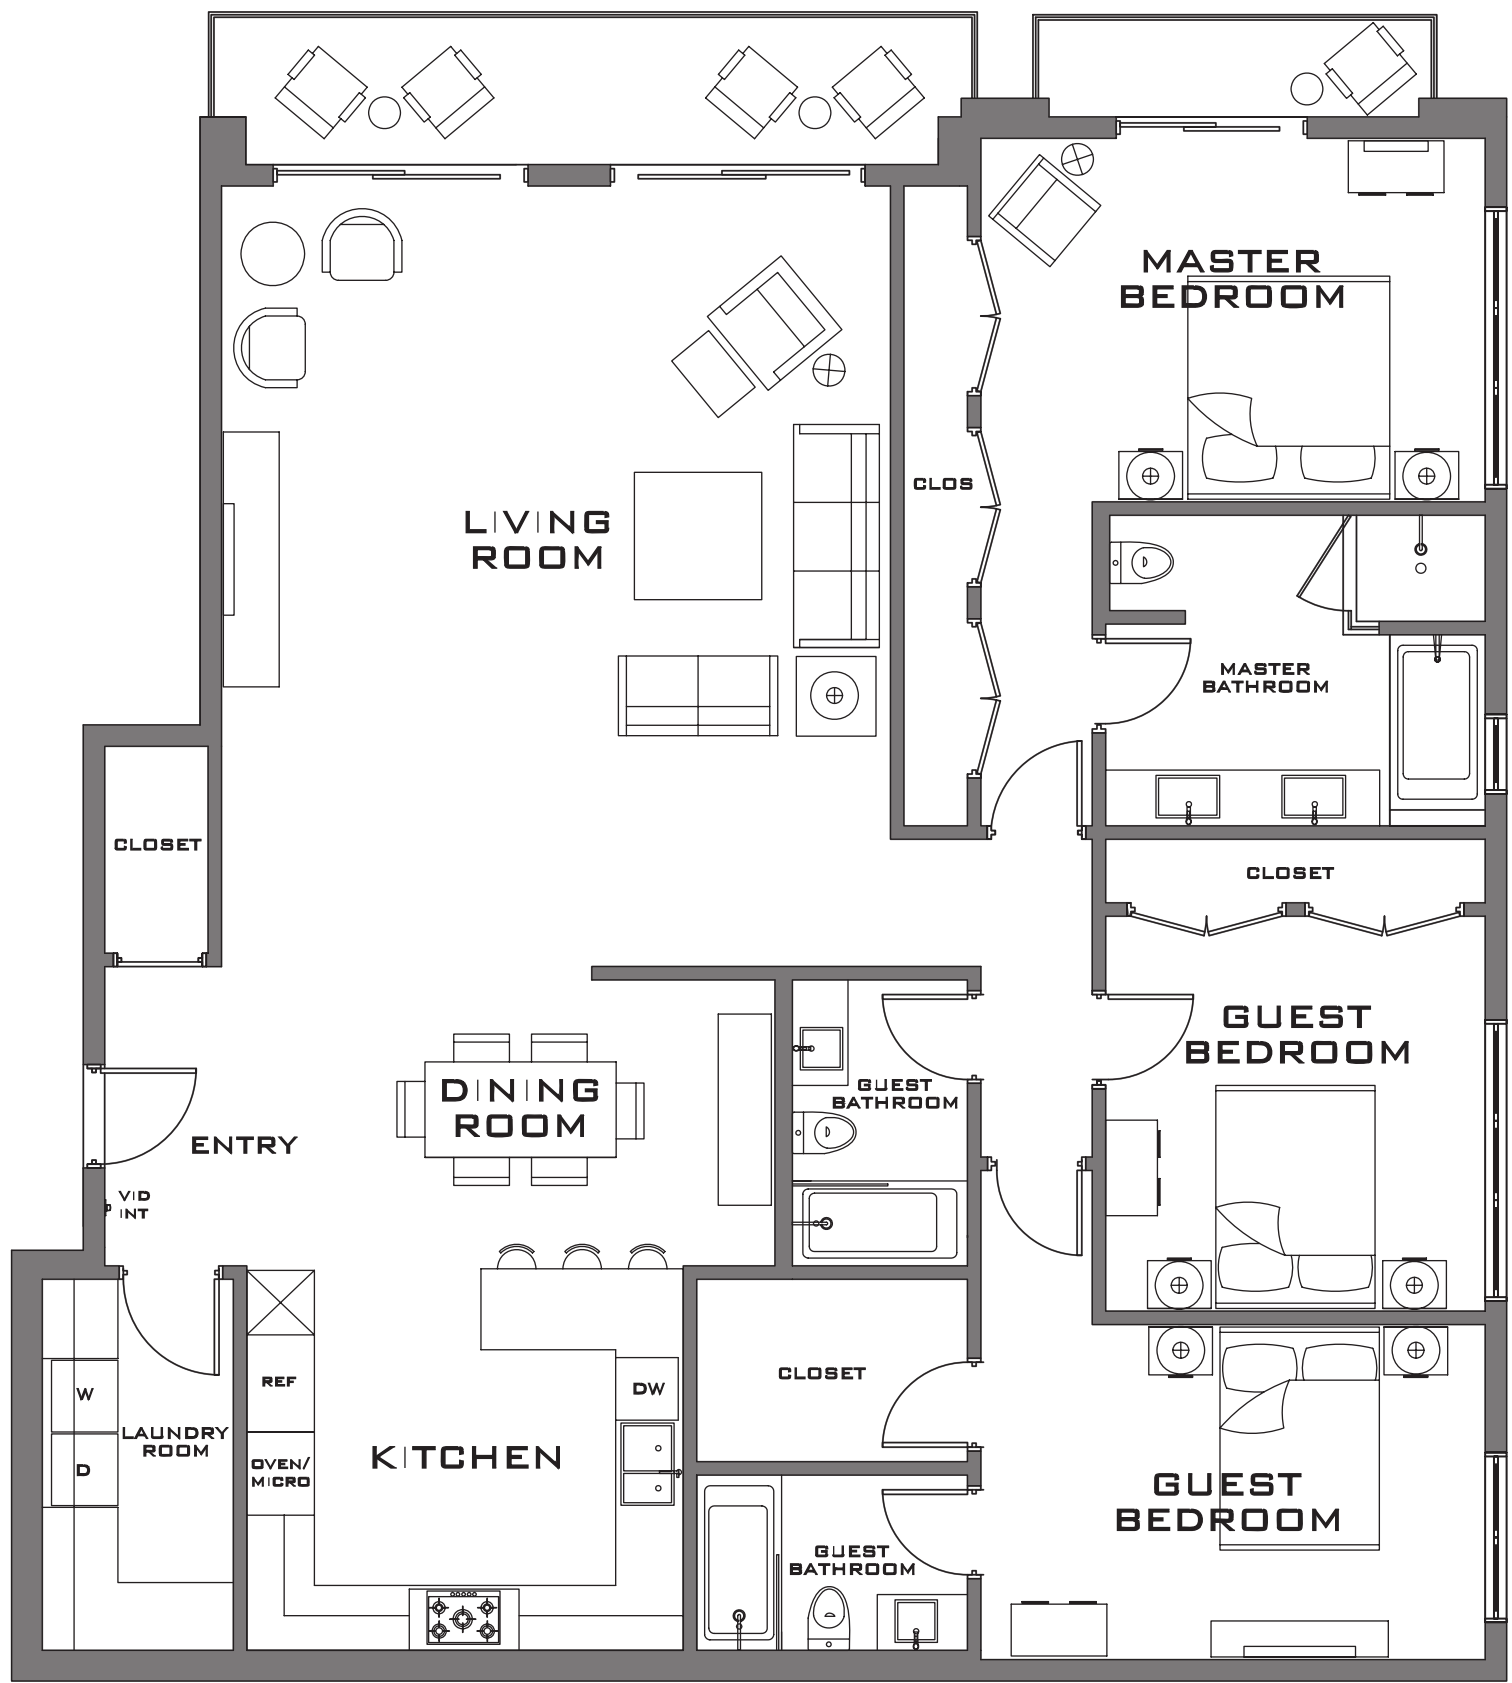 MASTER
BEDROOM
CLOS
LIVING
ROOM
MASTER
BATHROOM
CLOSET
CLOSET
GUEST
BEDROOM
DINING
ROOM
GUEST
BATHROOM
ENTRY
VID
INT
CLOSET
REF
DW
W
LAUNDRY
ROOM
KITCHEN
D
OVEN/
MICRO
GUEST
BEDROOM
GUEST
BATHROOM